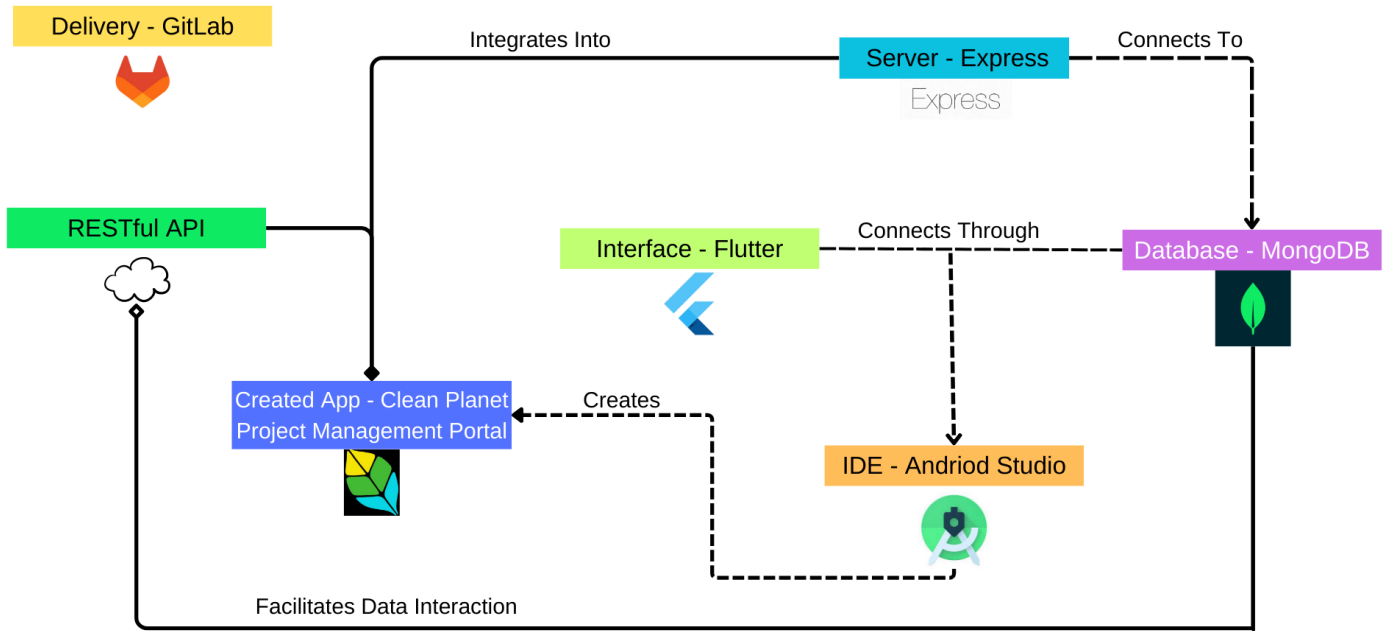 Delivery - GitLab
Integrates Into
Server - Express
Connects To
Express
RESTful API
Interface - Flutter
Connects Through
Database - MongoDB
Created App - Clean Planet
Project Management Portal
Creates
IDE - Andriod Studio
Facilitates Data Interaction